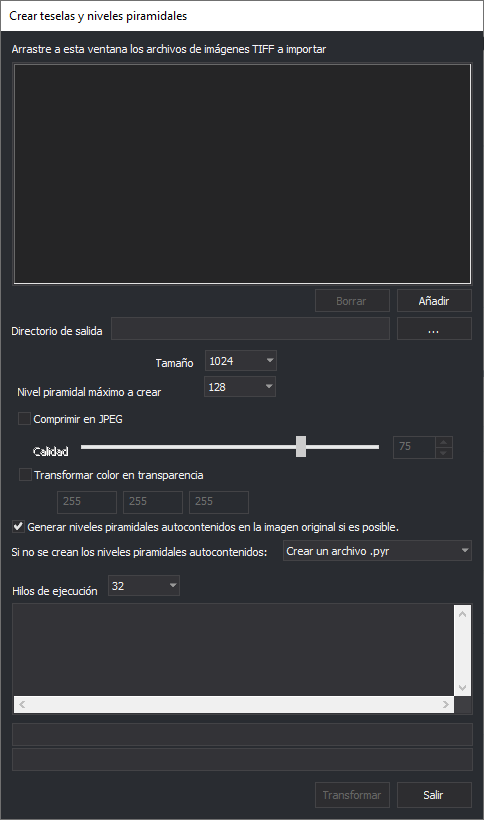 Crear teselas y niveles piramidales
Arrastre a esta ventana los archivos de imágenes TIFF a importar
Borrar Añadir
Directorio de salida ...
Tamaño 1024
Nivel piramidal máximo a crear 128
Comprimir en JPEG
Calidad 75
Transformar color en transparencia
255 255 255
Generar niveles piramidales autocontenidos en la imagen original si es posible.
Si no se crean los niveles piramidales autocontenidos: Crear un archivo .pyr
Hilos de ejecución 32
Transformar Salir